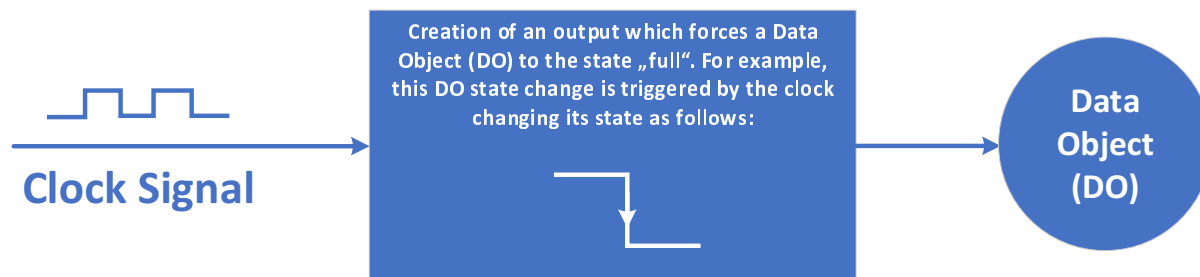 Creation of an output which forces a Data
Object (DO) to the state „full“. For example,
this DO state change is triggered by the clock
changing its state as follows:
Clock Signal
Data
Object
(DO)